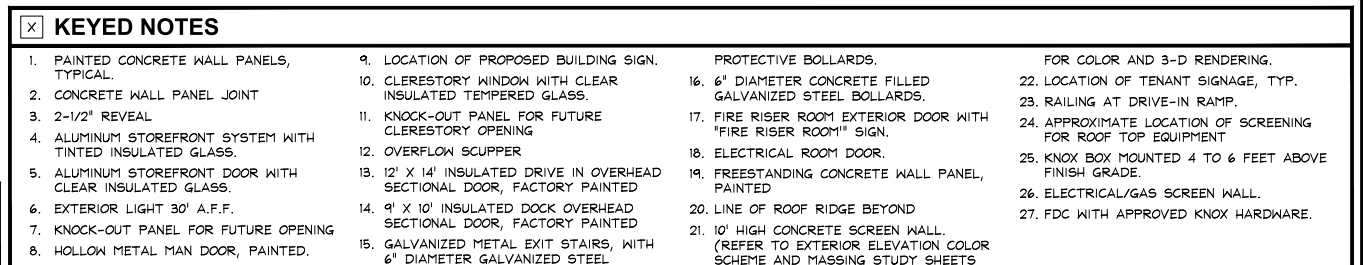 X KEYED NOTES
1. PAINTED CONCRETE WALL PANELS,
TYPICAL.
2. CONCRETE WALL PANEL JOINT
3. 2-1/2" REVEAL
4. ALUMINUM STOREFRONT SYSTEM WITH
TINTED INSULATED GLASS.
5. ALUMINUM STOREFRONT DOOR WITH
CLEAR INSULATED GLASS.
6. EXTERIOR LIGHT 30' A.F.F.
7. KNOCK-OUT PANEL FOR FUTURE OPENING
8. HOLLOW METAL MAN DOOR, PAINTED.
9. LOCATION OF PROPOSED BUILDING SIGN.
10. CLERESTORY WINDOW WITH CLEAR
INSULATED TEMPERED GLASS.
11. KNOCK-OUT PANEL FOR FUTURE
CLERESTORY OPENING
12. OVERFLOW SCUPPER
13. 12' X 14' INSULATED DRIVE IN OVERHEAD
SECTIONAL DOOR, FACTORY PAINTED
14. 9' X 10' INSULATED DOCK OVERHEAD
SECTIONAL DOOR, FACTORY PAINTED
15. GALVANIZED METAL EXIT STAIRS, WITH
6" DIAMETER GALVANIZED STEEL
PROTECTIVE BOLLARDS.
16. 6" DIAMETER CONCRETE FILLED
GALVANIZED STEEL BOLLARDS.
17. FIRE RISER ROOM EXTERIOR DOOR WITH
"FIRE RISER ROOM'" SIGN.
18. ELECTRICAL ROOM DOOR.
19. FREESTANDING CONCRETE WALL PANEL,
PAINTED
20. LINE OF ROOF RIDGE BEYOND
21. 10' HIGH CONCRETE SCREEN WALL.
(REFER TO EXTERIOR ELEVATION COLOR
SCHEME AND MASSING STUDY SHEETS
FOR COLOR AND 3-D RENDERING.
22. LOCATION OF TENANT SIGNAGE, TYP.
23. RAILING AT DRIVE-IN RAMP.
24. APPROXIMATE LOCATION OF SCREENING
FOR ROOF TOP EQUIPMENT
25. KNOX BOX MOUNTED 4 TO 6 FEET ABOVE
FINISH GRADE.
26. ELECTRICAL/GAS SCREEN WALL.
27. FDC WITH APPROVED KNOX HARDWARE.